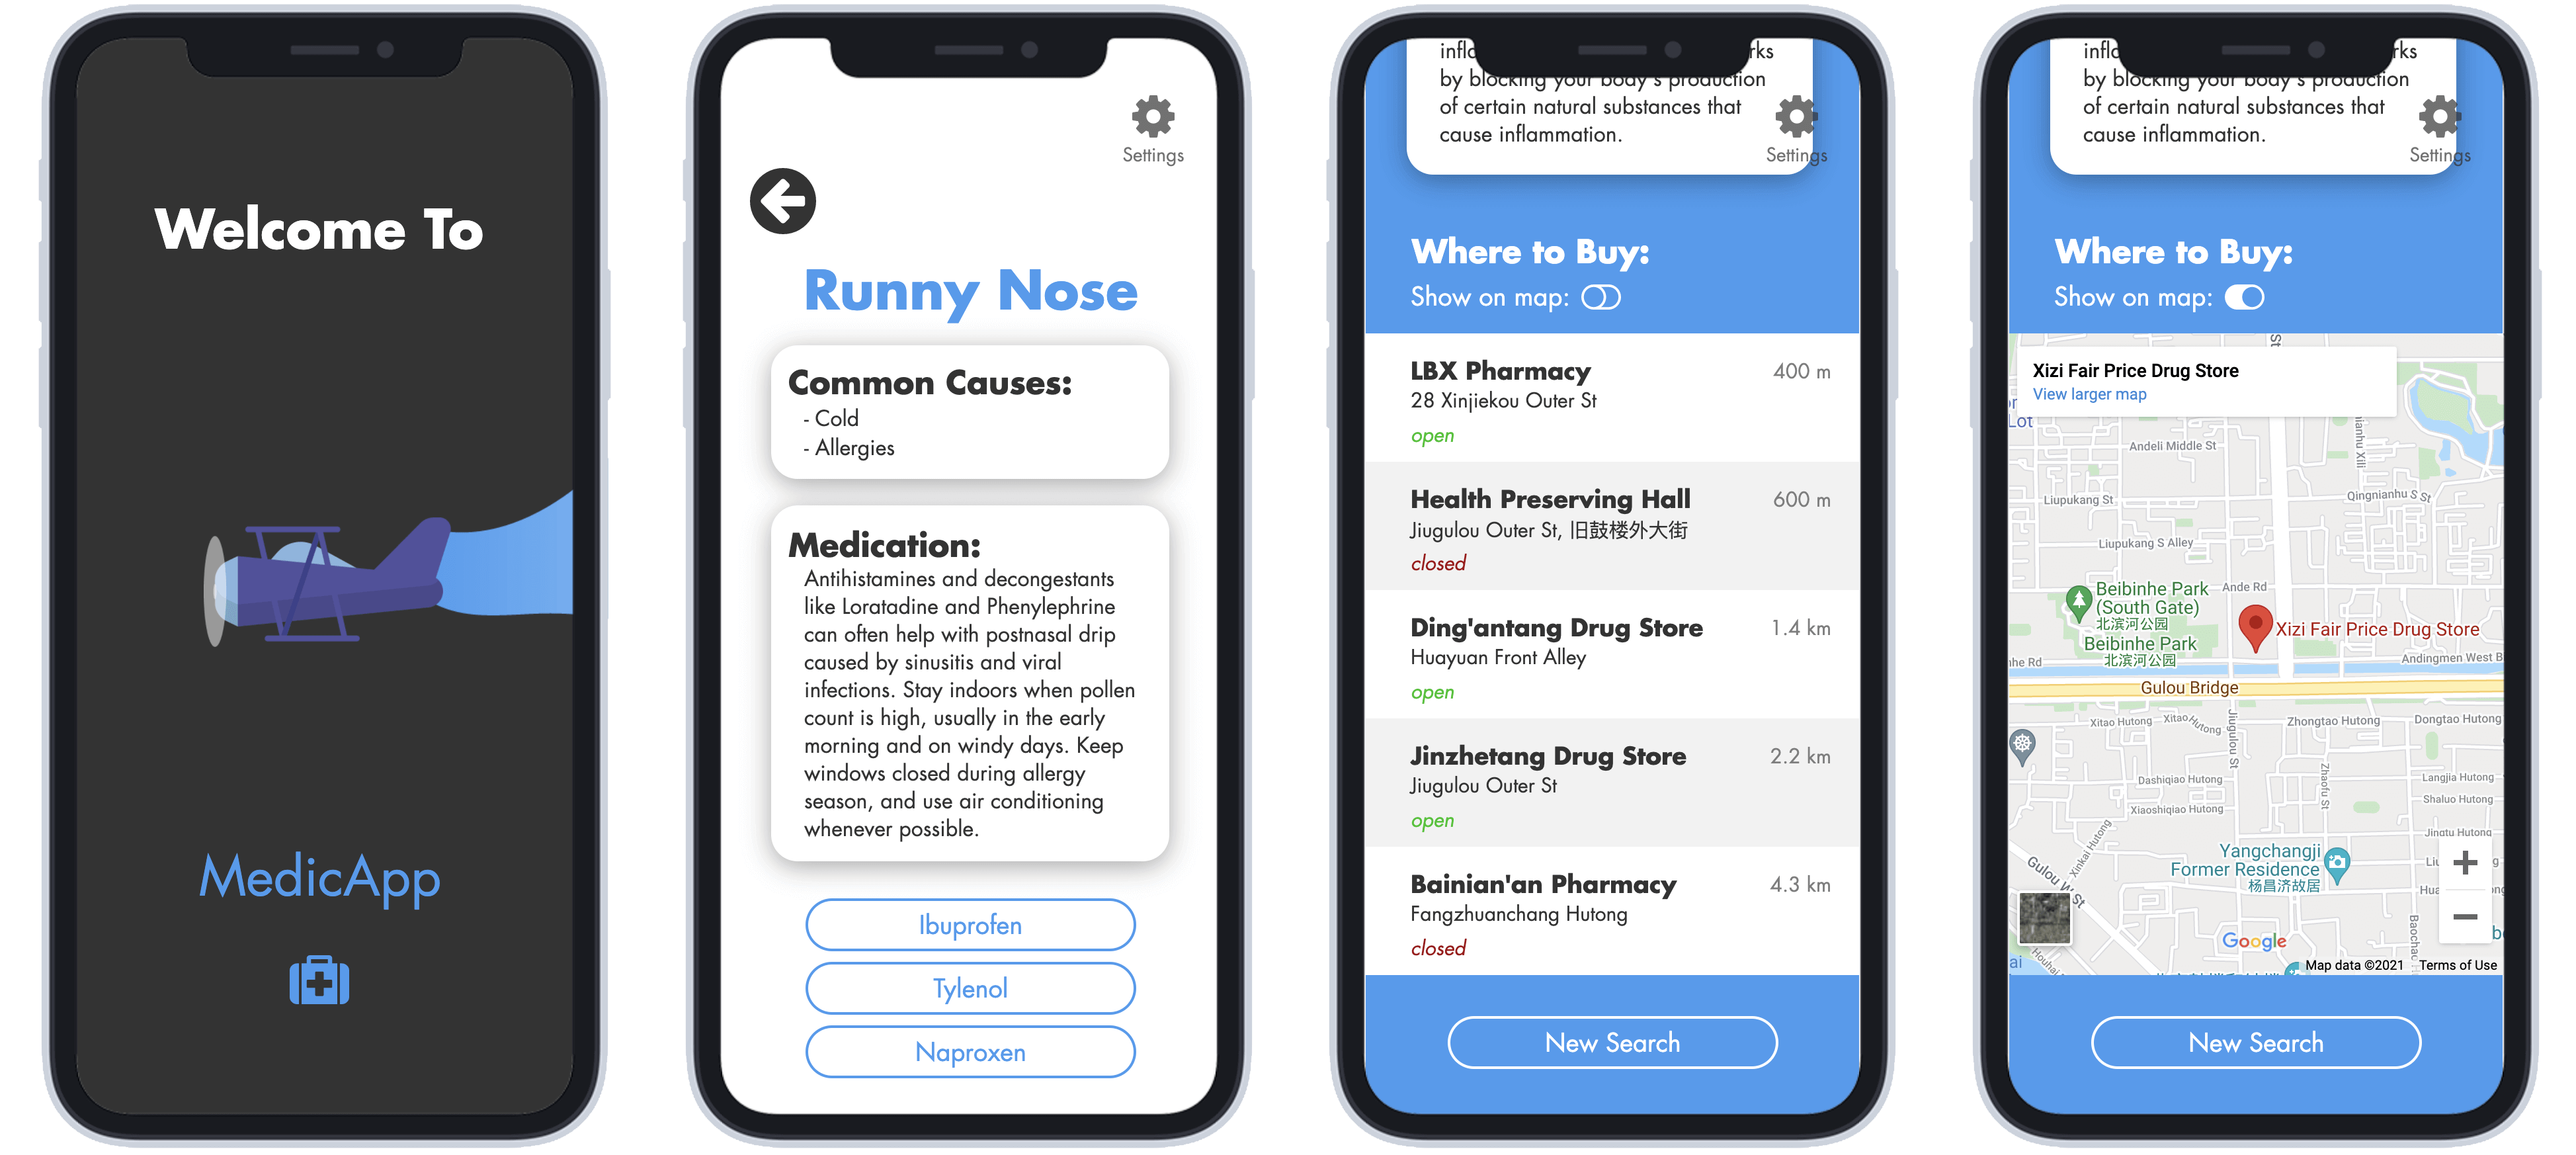 Welcome To
MedicApp
Settings
Runny Nose
Common Causes:
- Cold
- Allergies
Medication:
Antihistamines and decongestants
like Loratadine and Phenylephrine
can often help with postnasal drip
caused by sinusitis and viral
infections. Stay indoors when pollen
count is high, usually in the early
morning and on windy days. Keep
windows closed during allergy
season, and use air conditioning
whenever possible.
Ibuprofen
Tylenol
Naproxen
by blocking your body's production
of certain natural substances that
cause inflammation.
Settings
Where to Buy:
Show on map:
LBX Pharmacy 400 m
28 Xinjiekou Outer St
open
Health Preserving Hall 600 m
Jiugulou Outer St, 旧鼓楼外大街
closed
Ding'antang Drug Store 1.4 km
Huayuan Front Alley
open
Jinzhetang Drug Store 2.2 km
Jiugulou Outer St
open
Bainian'an Pharmacy 4.3 km
Fangzhuanchang Hutong
closed
New Search
by blocking your body's production
of certain natural substances that
cause inflammation.
Settings
Where to Buy:
Show on map:
Xizi Fair Price Drug Store
View larger map
Lot
Andeli Middle St
Liupukang St
Qingnianhu S St
Liupukang S Alley
Ande Rd
Beibinhe Park
(South Gate)
北滨河公园
Beibinhe Park
北滨河公园
Xizi Fair Price Drug Store
Andingmen West B
Gulou Bridge
Xitao Hutong
Xitao Hutong
Jiugulou St
Zhongtao Hutong
Dongtao Hutong
Dashiqiao Hutong
Zhaofu St
Langjia Hutong
Xiaoshiqiao Hutong
Shaluo Hutong
Xinkai Hutong
Jingtu Hutong
Yangchangji
Former Residence
杨昌济故居
Gulou W St
Google
Map data ©2021 Terms of Use
New Search